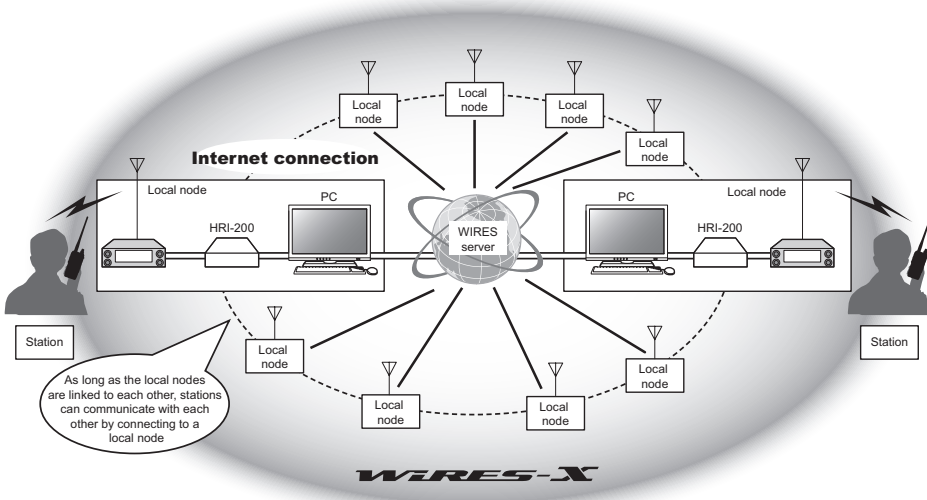 Local
node
Local
node
Local
node
Local
node
Internet connection
Local node
PC
HRI-200
WIRES
server
PC
Local node
HRI-200
Station
Station
Local
node
Local
node
Local
node
Local
node
As long as the local nodes
are linked to each other, stations
can communicate with each
other by connecting to a
local node
WiRES-X